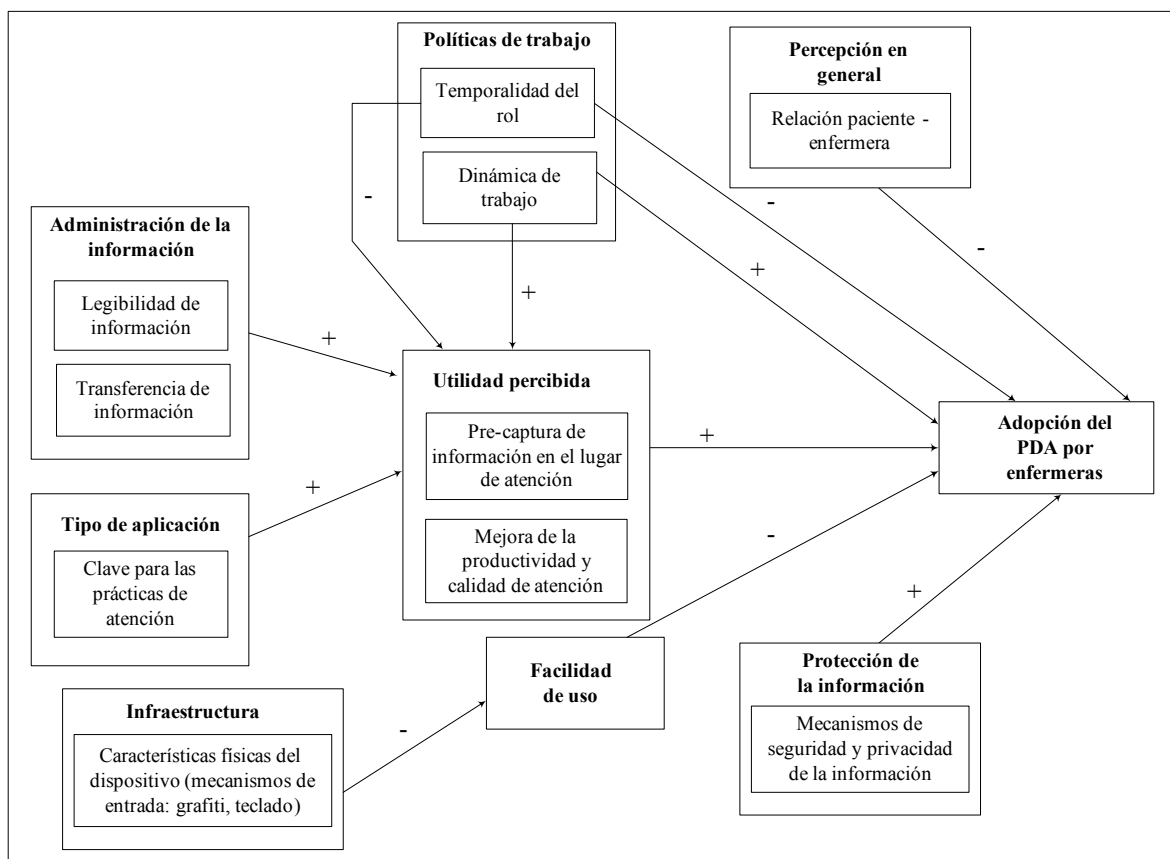 Políticas de trabajo
Temporalidad del
rol
Dinámica de
trabajo
Percepción en
general
Relación paciente -
enfermera
-
-
-
+
+
Administración de la
información
Legibilidad de
información
Transferencia de
información
+
Utilidad percibida
Pre-captura de
información en el lugar
de atención
Mejora de la
productividad y
calidad de atención
+
Adopción del
PDA por
enfermeras
+
Tipo de aplicación
Clave para las
prácticas de
atención
-
+
Facilidad
de uso
Protección de
la información
Mecanismos de
seguridad y privacidad
de la información
Infraestructura
Características físicas del
dispositivo (mecanismos de
entrada: grafiti, teclado)
-